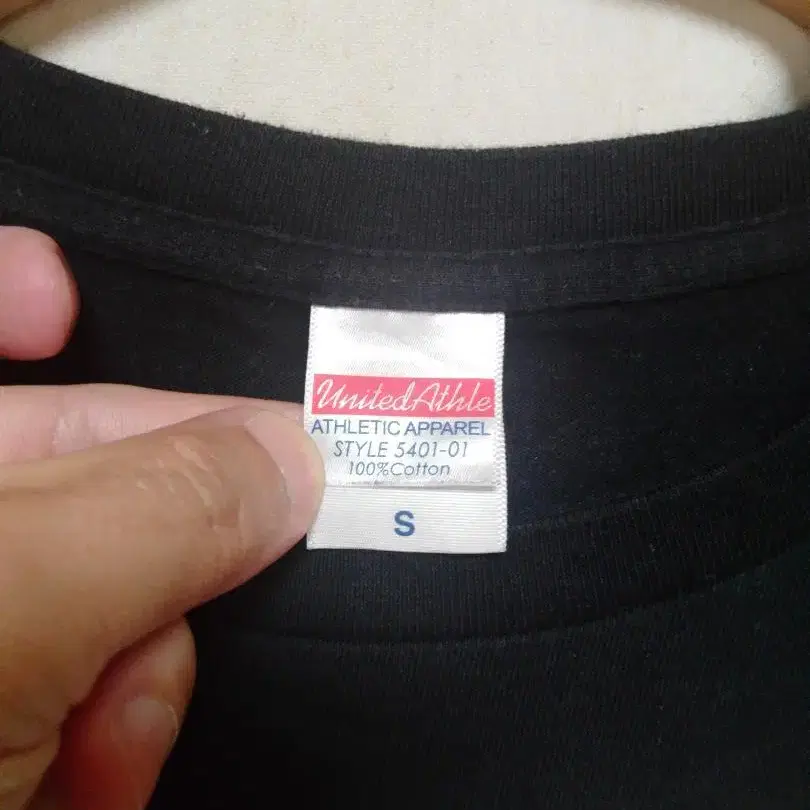 UnitedAthle
ATHLETIC APPAREL
STYLE 5401-01
100%Cotton
S